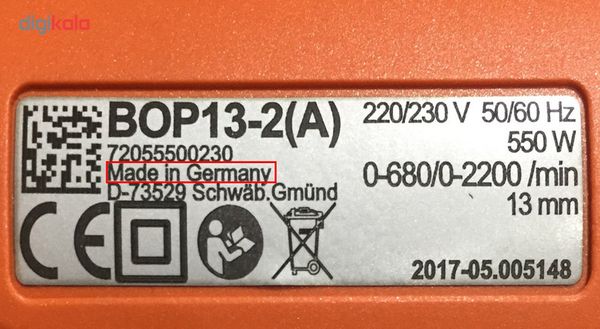 digikala
BOP13-2(A)
72055500230
Made in Germany
D-73529 Schwäb.Gmünd
220/230 V 50/60 Hz
550 W
0-680/0-2200 /min
13 mm
CE
2017-05.005148